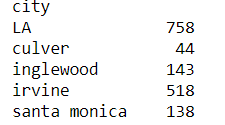 city
LA 758
culver 44
inglewood 143
irvine 518
santa monica 138